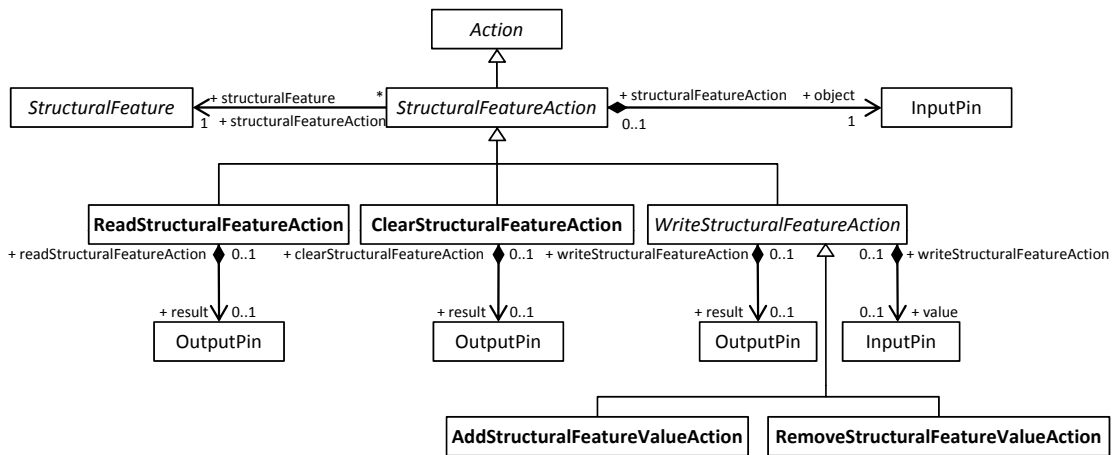 Action
+ structuralFeature * + structuralFeatureAction + object
StructuralFeature StructuralFeatureAction InputPin
1 + structuralFeatureAction 0..1 1
ReadStructuralFeatureAction ClearStructuralFeatureAction WriteStructuralFeatureAction
+ readStructuralFeatureAction 0..1 + clearStructuralFeatureAction 0..1 + writeStructuralFeatureAction 0..1 0..1 + writeStructuralFeatureAction
+ result 0..1 + result 0..1 + result 0..1 0..1 + value
OutputPin OutputPin OutputPin InputPin
AddStructuralFeatureValueAction RemoveStructuralFeatureValueAction